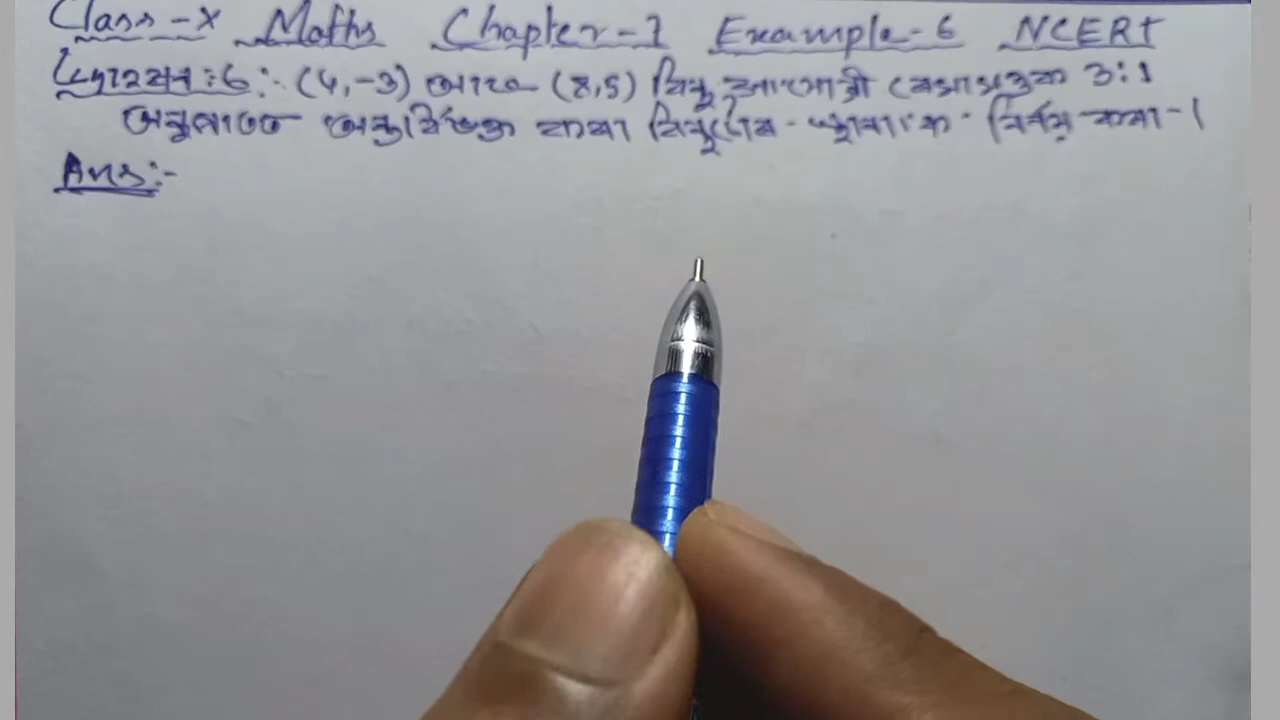 Class-X Maths Chapter-7 Example-6 NCERT
উদাহৰণ :6:- (4,-3) আৰু (8,5) বিন্দু সংযোগী ৰেখাখণ্ডক 3:1
অনুপাতত অন্তৰ্বিভক্ত কৰা বিন্দুটোৰ স্থানাংক নিৰ্ণয় কৰা-।
Ans:-